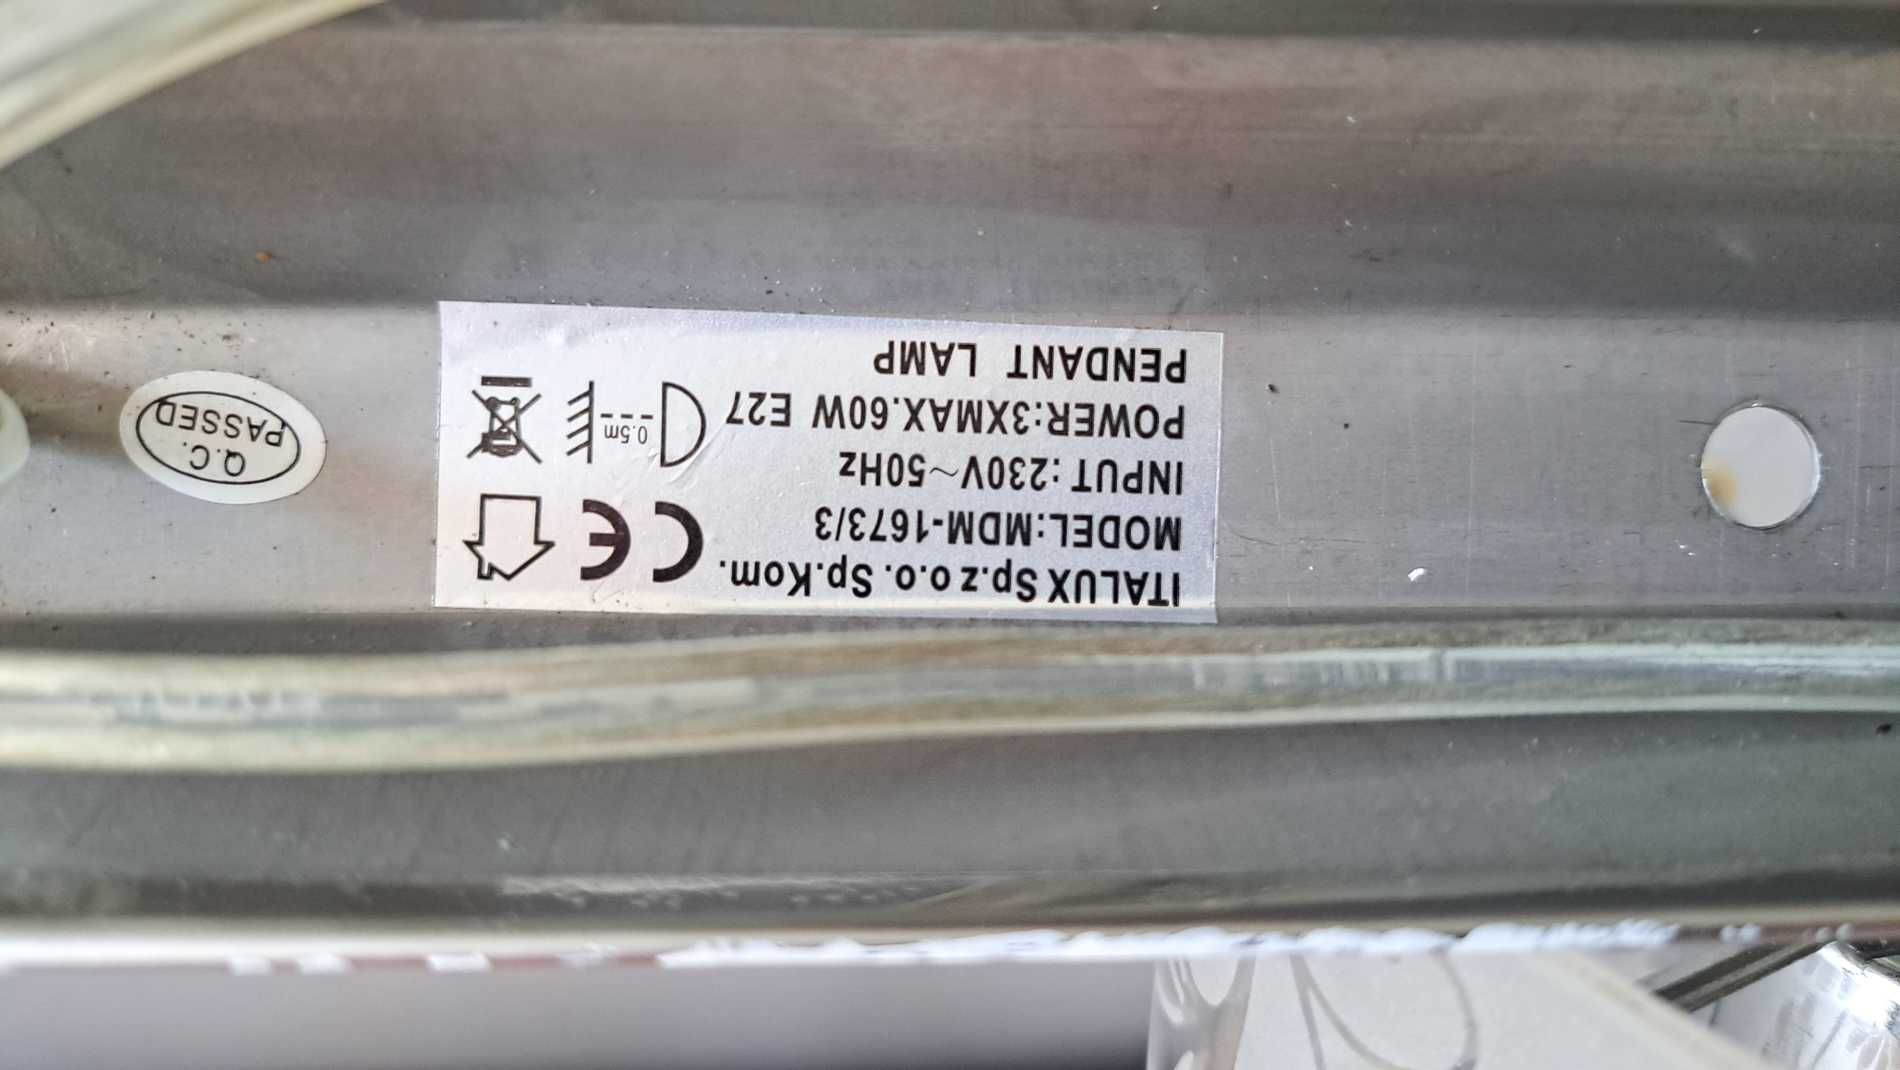 ITALUX Sp.z o.o. Sp.Kom.
MODEL:MDM-1673/3
INPUT:230V~50Hz
POWER:3XMAX.60W E27
PENDANT LAMP
CE
0.5m
Q.C.
PASSED